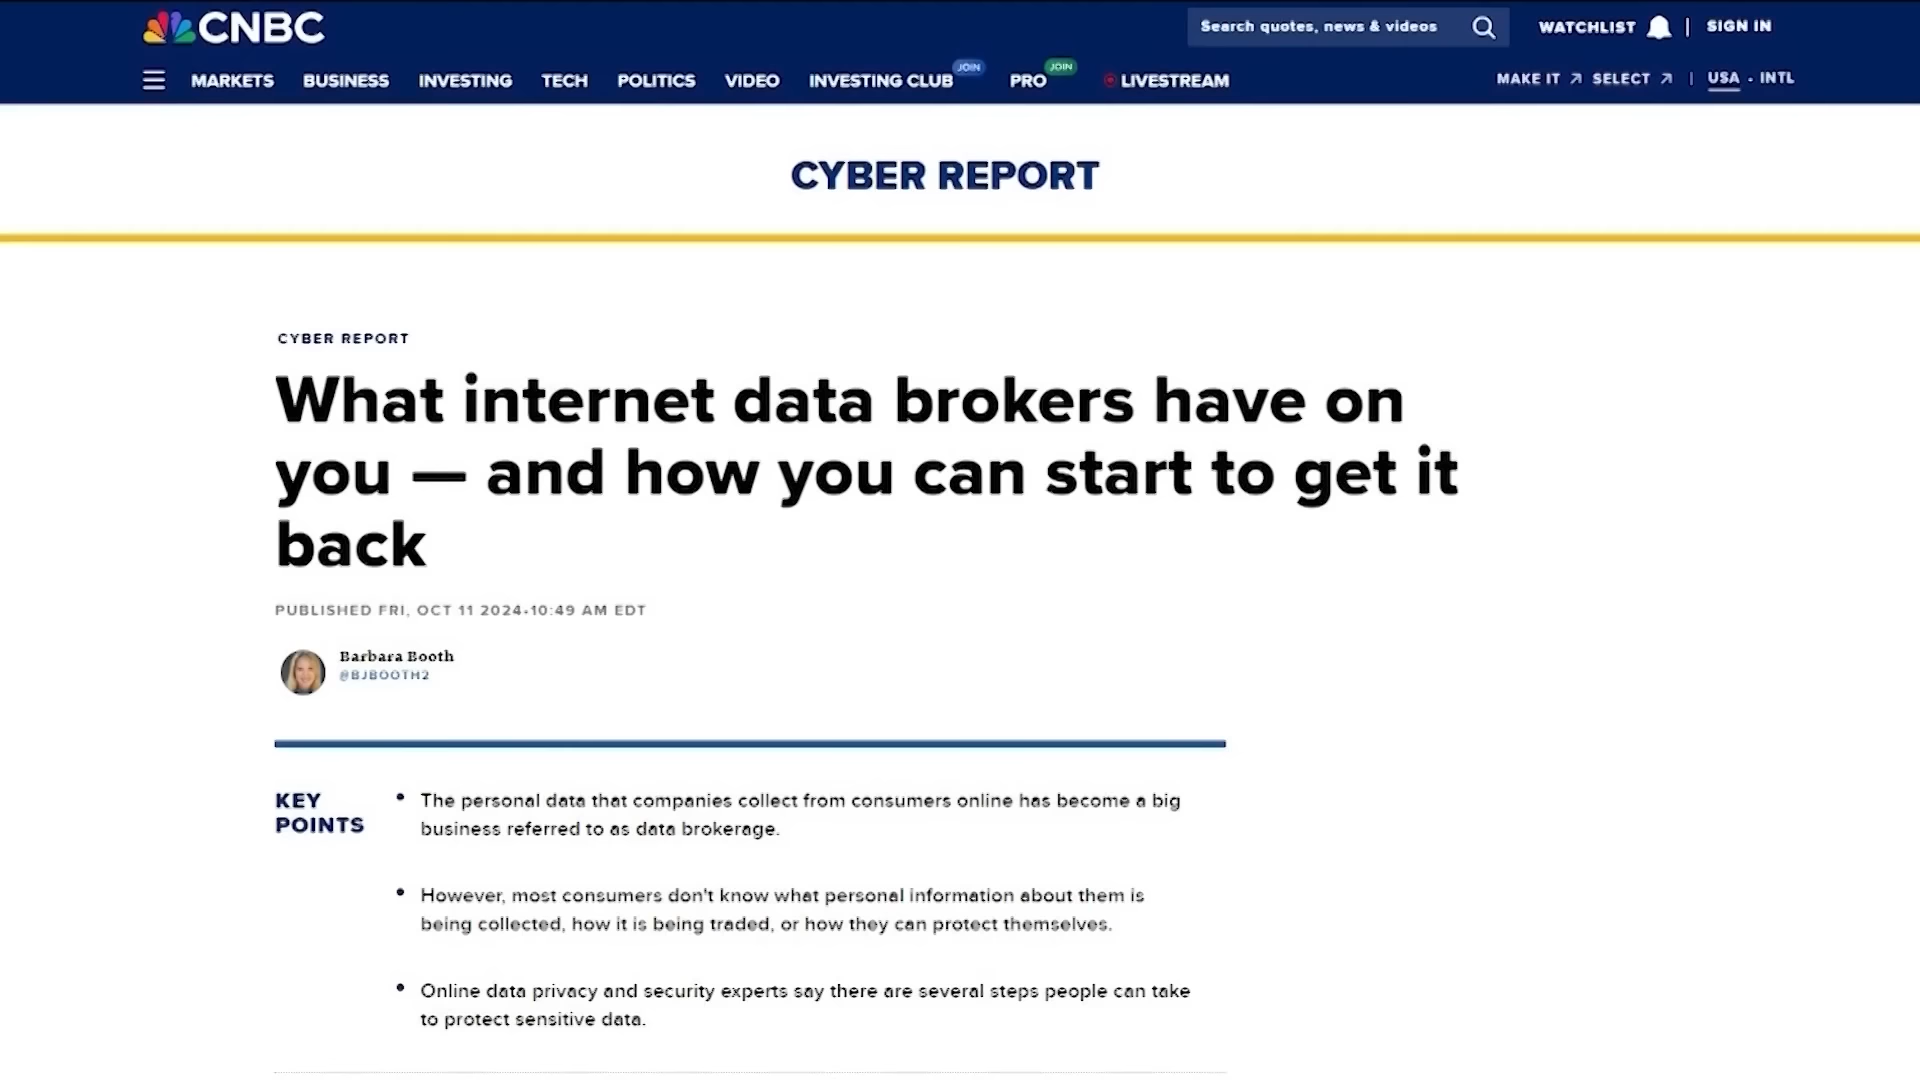 CNBC
Search quotes, news & videos
WATCHLIST | SIGN IN
MARKETS BUSINESS INVESTING TECH POLITICS VIDEO INVESTING CLUB JOIN PRO JOIN LIVESTREAM
MAKE IT ↗ SELECT ↗ | USA • INTL
CYBER REPORT
CYBER REPORT
What internet data brokers have on
you — and how you can start to get it
back
PUBLISHED FRI, OCT 11 2024•10:49 AM EDT
Barbara Booth
@BJBOOTH2
KEY
POINTS
• The personal data that companies collect from consumers online has become a big
business referred to as data brokerage.
• However, most consumers don't know what personal information about them is
being collected, how it is being traded, or how they can protect themselves.
• Online data privacy and security experts say there are several steps people can take
to protect sensitive data.